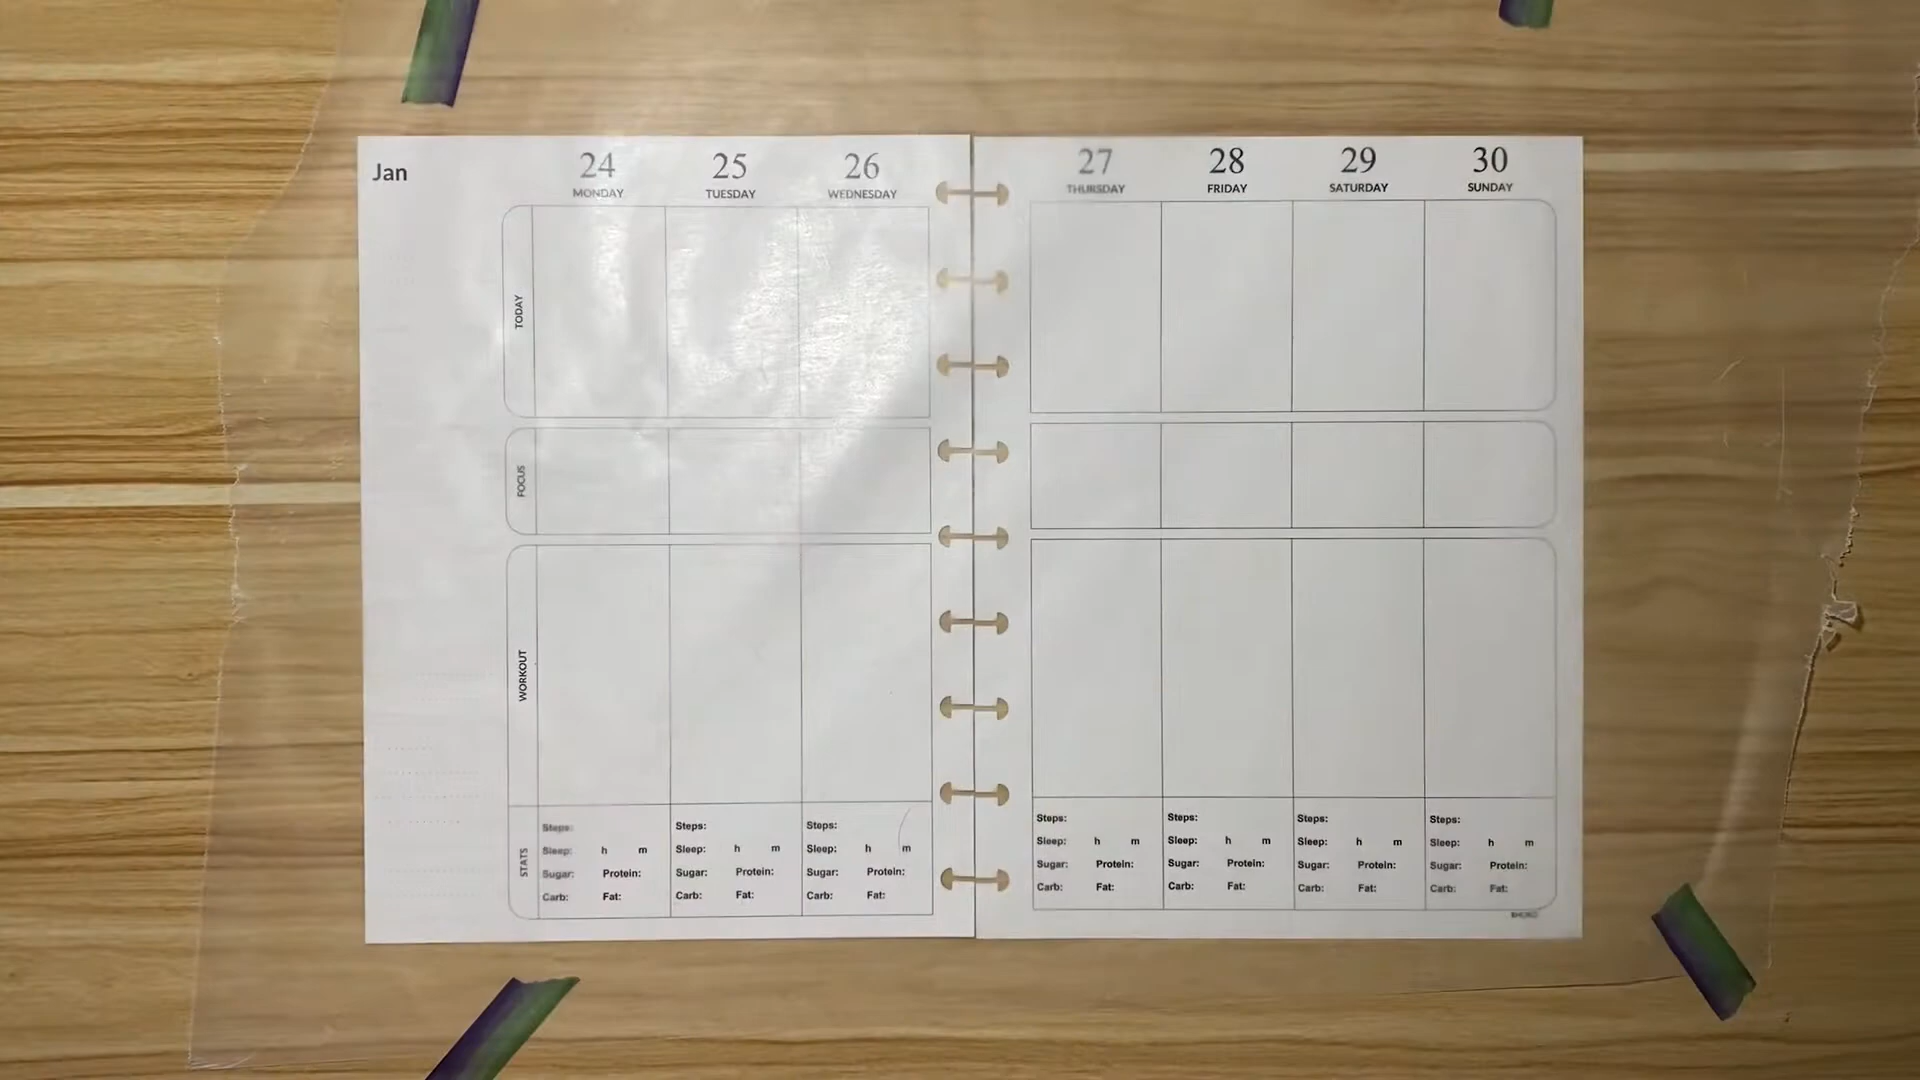 Jan
24 25 26 27 28 29 30
MONDAY TUESDAY WEDNESDAY THURSDAY FRIDAY SATURDAY SUNDAY
TODAY
FOCUS
WORKOUT
STATS
Steps: Steps: Steps: Steps: Steps: Steps: Steps:
Sleep: h m Sleep: h m Sleep: h m Sleep: h m Sleep: h m Sleep: h m Sleep: h m
Sugar: Protein: Sugar: Protein: Sugar: Protein: Sugar: Protein: Sugar: Protein: Sugar: Protein: Sugar: Protein:
Carb: Fat: Carb: Fat: Carb: Fat: Carb: Fat: Carb: Fat: Carb: Fat: Carb: Fat: